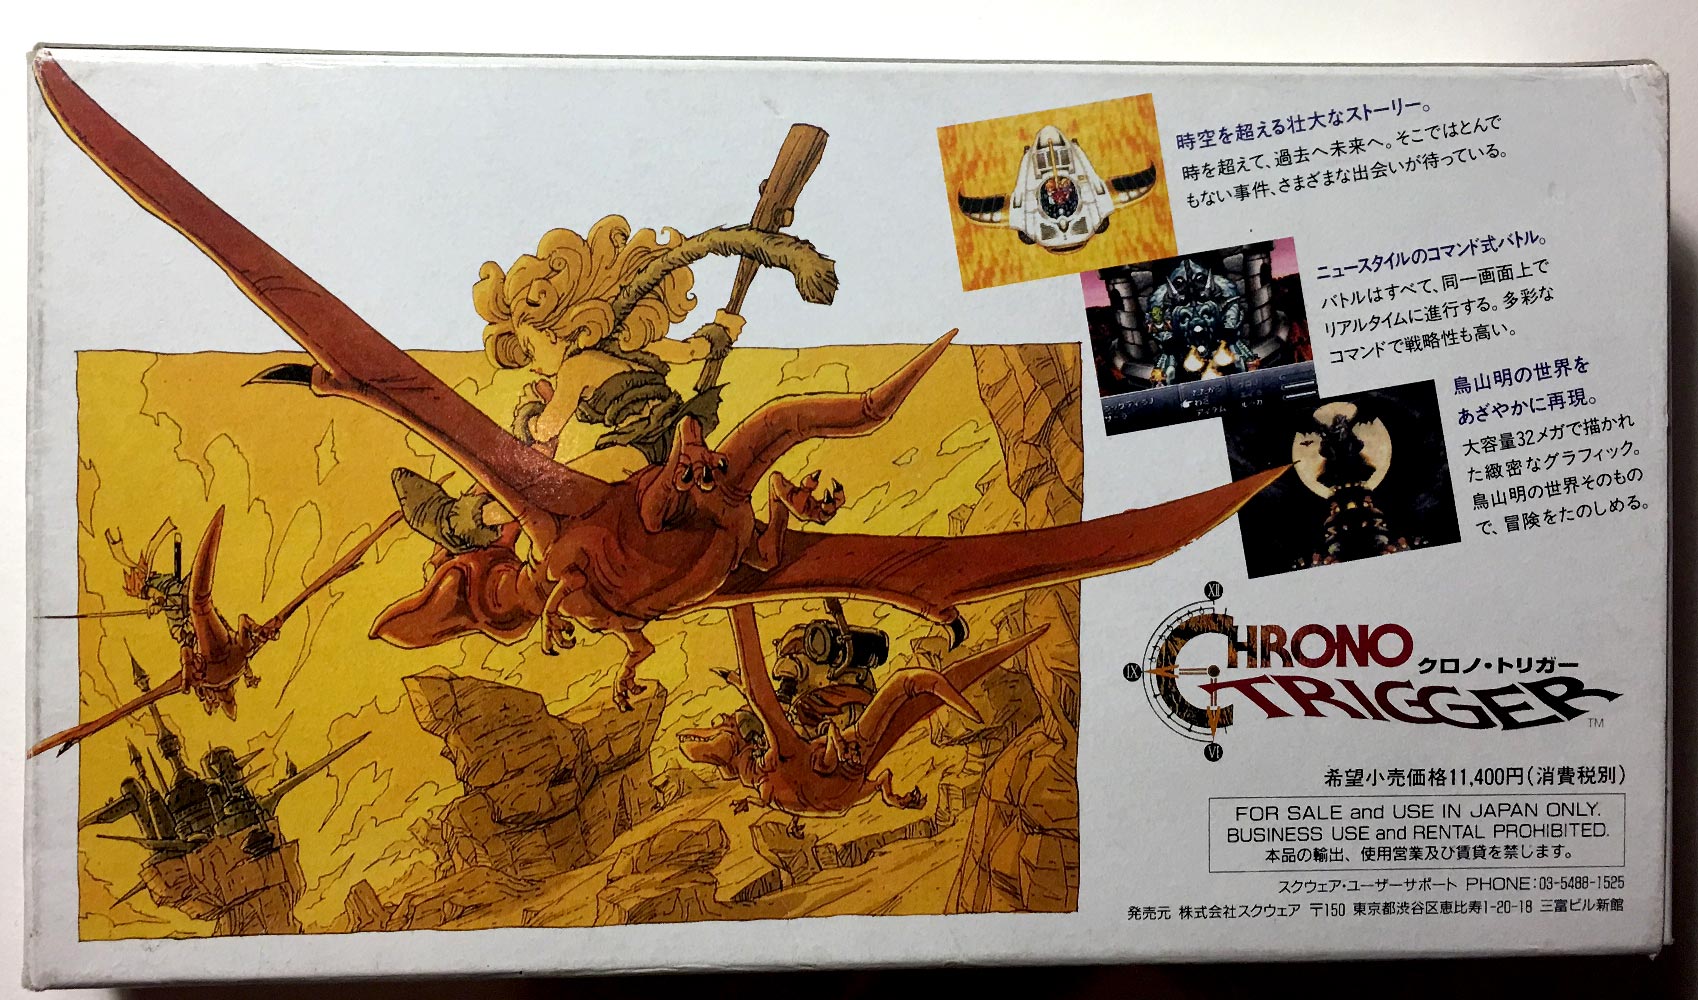 時空を超える壮大なストーリー。
時を超えて、過去へ未来へ。そこではとんで
もない事件、さまざまな出会いが待っている。
ニュースタイルのコマンド式バトル。
バトルはすべて、同一画面上で
リアルタイムに進行する。多彩な
コマンドで戦略性も高い。
鳥山明の世界を
あざやかに再現。
大容量32メガで描かれ
た緻密なグラフィック。
鳥山明の世界そのもの
で、冒険をたのしめる。
XII
IX
VI
CHRONO
クロノ・トリガー
TRIGGER
TM
希望小売価格11,400円(消費税別)
FOR SALE and USE IN JAPAN ONLY.
BUSINESS USE and RENTAL PROHIBITED.
本品の輸出、使用営業及び賃貸を禁じます。
スクウェア・ユーザーサポート PHONE:03-5488-1525
発売元 株式会社スクウェア 〒150 東京都渋谷区恵比寿1-20-18 三富ビル新館